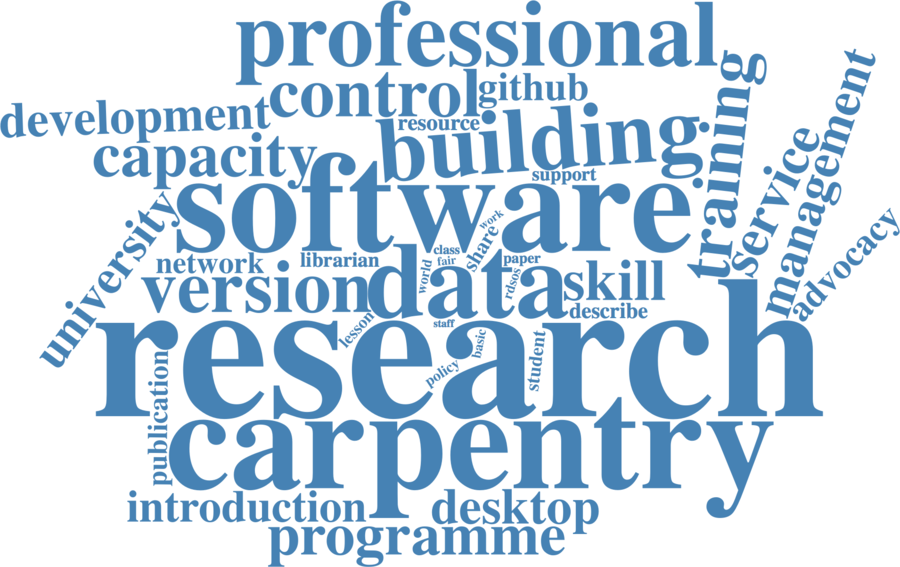 professional
control
github
development
resource
building
training
capacity
support
service
management
software
university
work
share
advocacy
network
librarian
class
fair
paper
world
data
rdsos
skill
version
describe
lesson
staff
research
basic
policy
student
publication
carpentry
introduction
desktop
programme